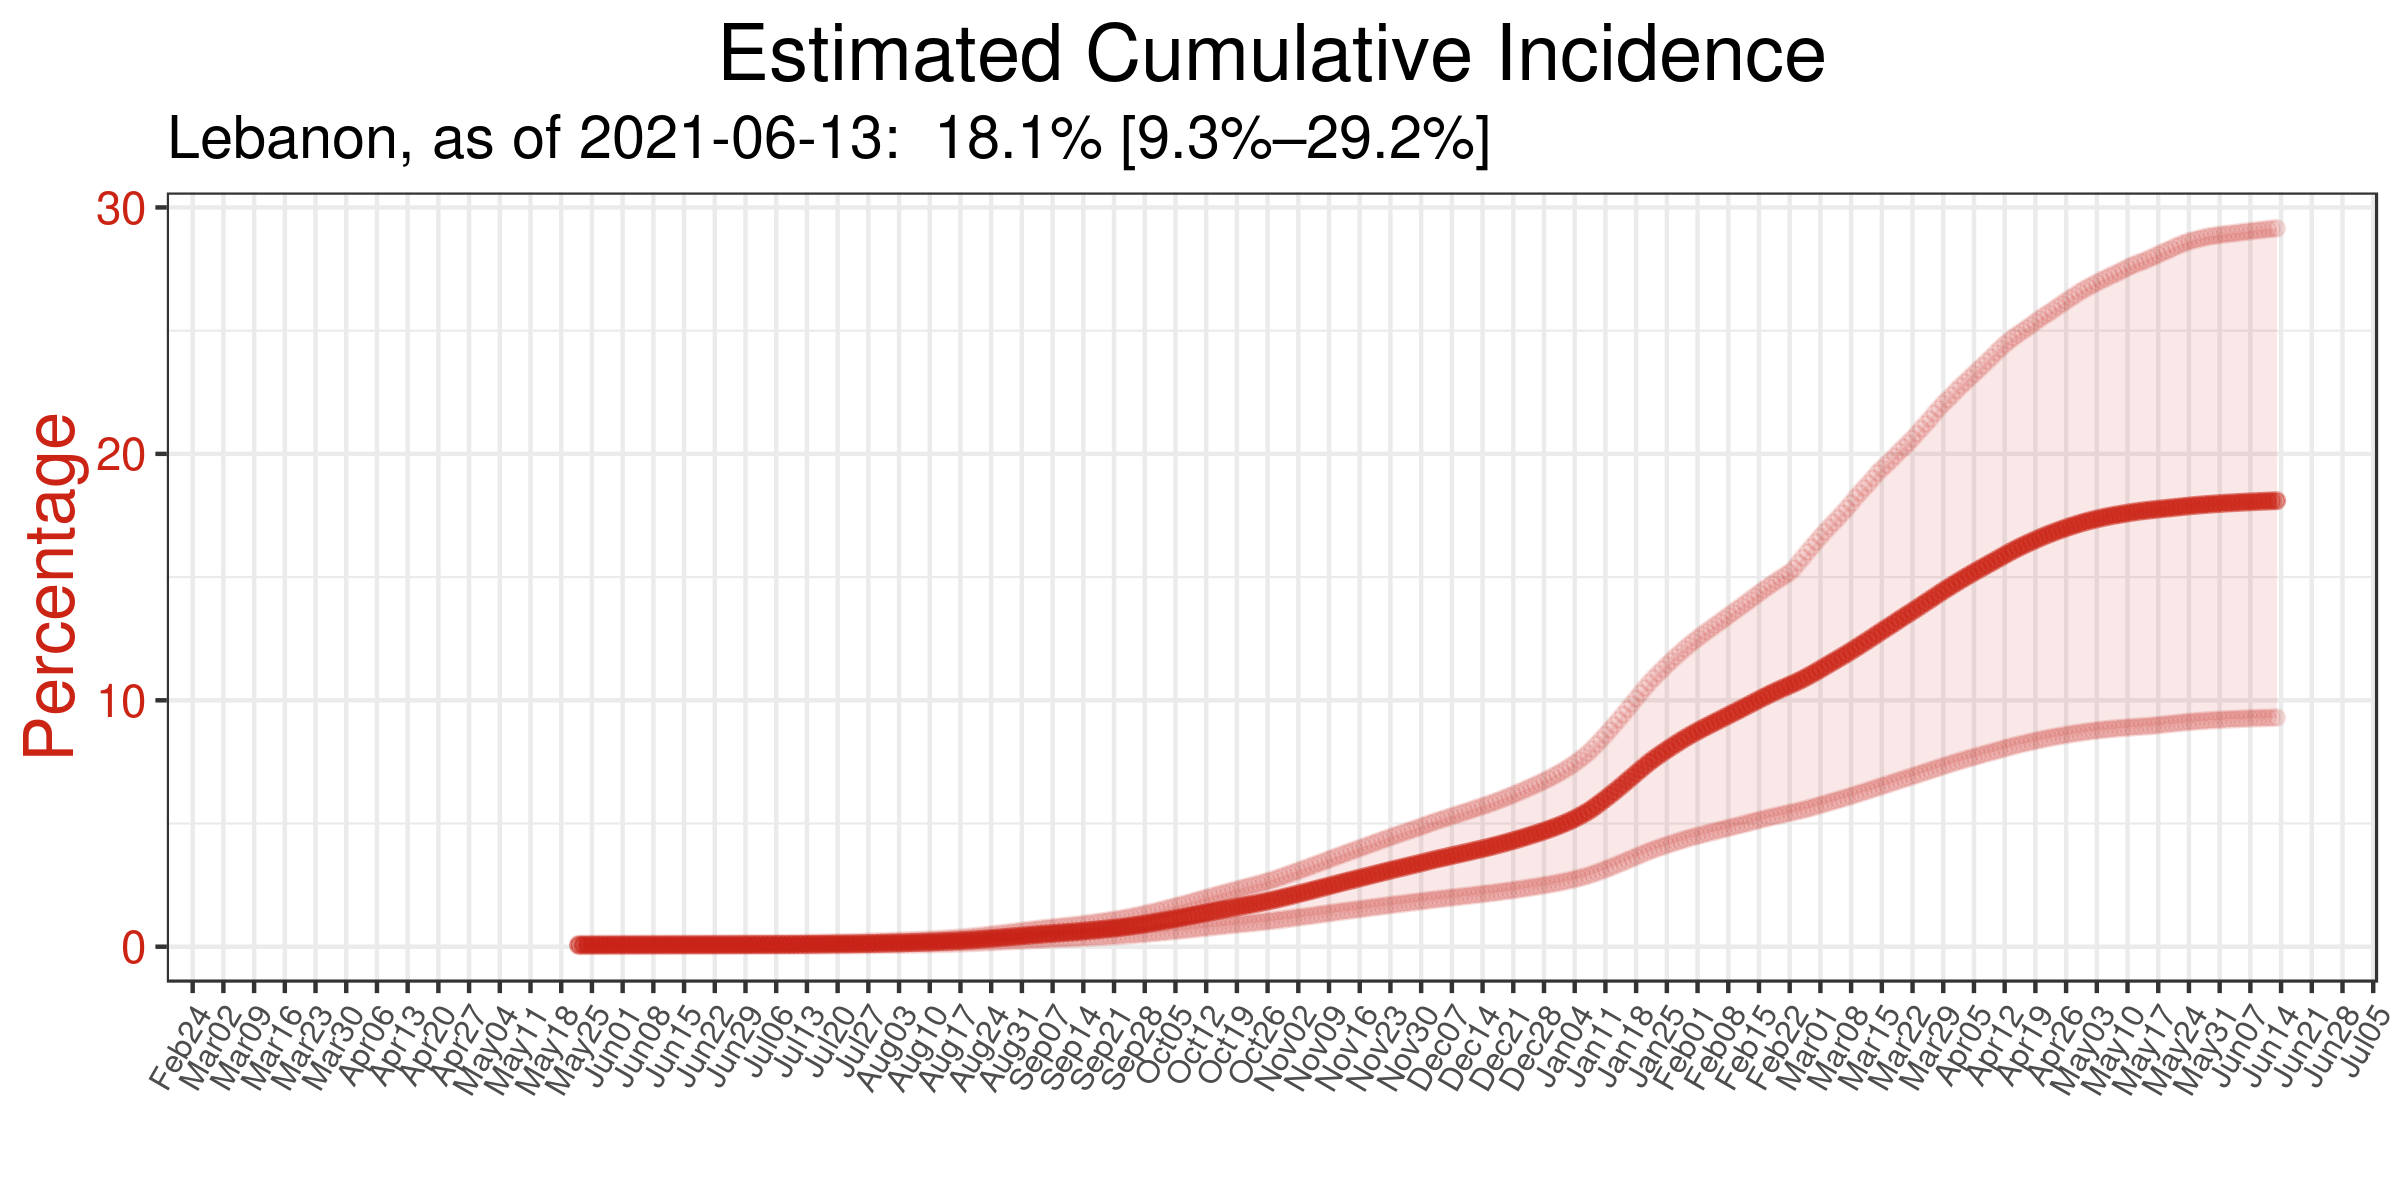 Estimated Cumulative Incidence
Lebanon, as of 2021-06-13:  18.1% [9.3%–29.2%]
Percentage
30
20
10
0
Feb24
Mar02
Mar09
Mar16
Mar23
Mar30
Apr06
Apr13
Apr20
Apr27
May04
May11
May18
May25
Jun01
Jun08
Jun15
Jun22
Jun29
Jul06
Jul13
Jul20
Jul27
Aug03
Aug10
Aug17
Aug24
Aug31
Sep07
Sep14
Sep21
Sep28
Oct05
Oct12
Oct19
Oct26
Nov02
Nov09
Nov16
Nov23
Nov30
Dec07
Dec14
Dec21
Dec28
Jan04
Jan11
Jan18
Jan25
Feb01
Feb08
Feb15
Feb22
Mar01
Mar08
Mar15
Mar22
Mar29
Apr05
Apr12
Apr19
Apr26
May03
May10
May17
May24
May31
Jun07
Jun14
Jun21
Jun28
Jul05